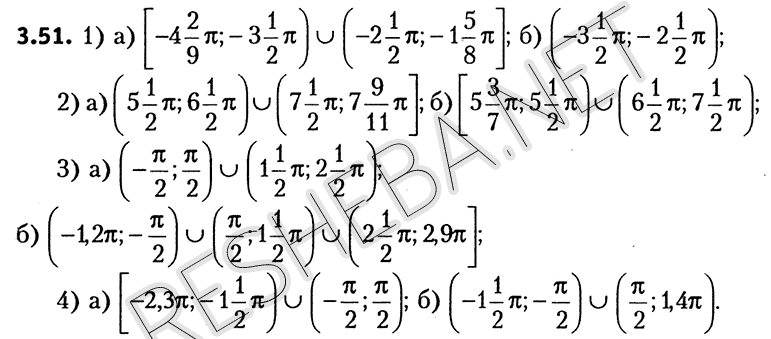 3.51. 1) а) [−4 2/9 π; −3 1/2 π) ∪ (−2 1/2 π; −1 5/8 π]; б) (−3 1/2 π; −2 1/2 π);
2) а) (5 1/2 π; 6 1/2 π) ∪ (7 1/2 π; 7 9/11 π]; б) [5 3/7 π; 5 1/2 π) ∪ (6 1/2 π; 7 1/2 π);
3) а) (−π/2; π/2) ∪ (1 1/2 π; 2 1/2 π);
б) (−1,2π; −π/2) ∪ (π/2; 1 1/2 π) ∪ (2 1/2 π; 2,9π];
4) а) [−2,3π; −1 1/2 π) ∪ (−π/2; π/2); б) (−1 1/2 π; −π/2) ∪ (π/2; 1,4π).
RESHEBA.NET